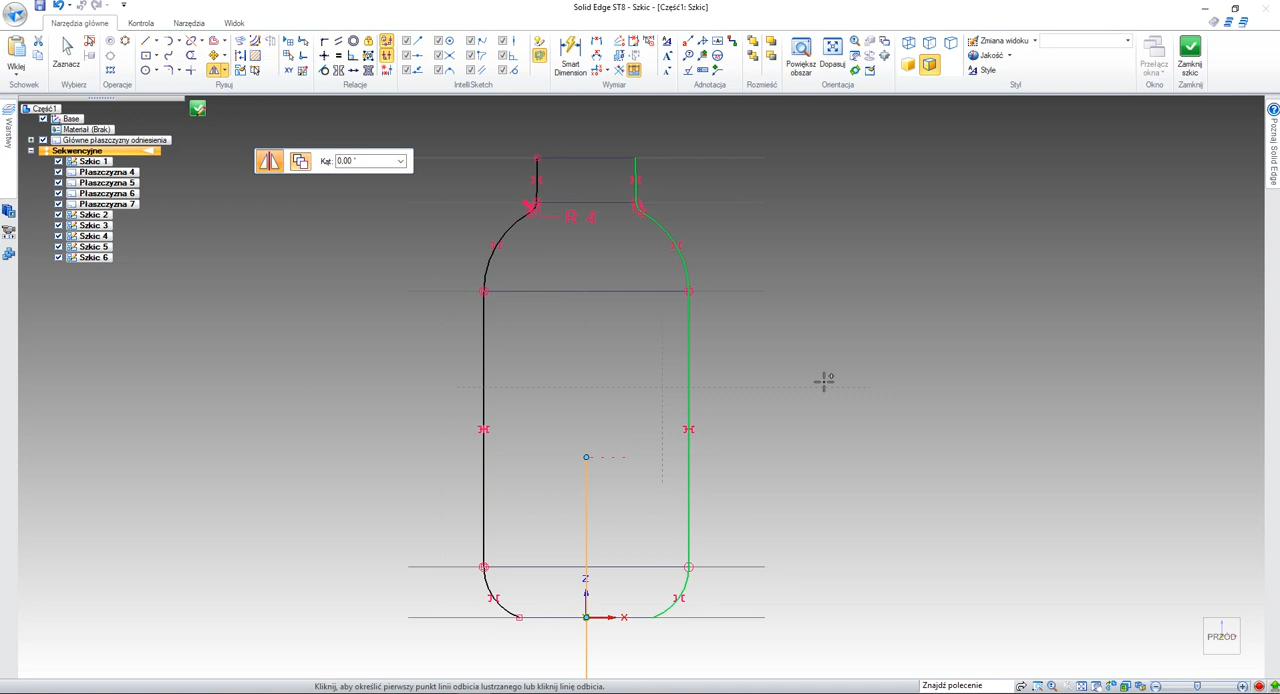 Solid Edge ST8 - Szkic - [Część1: Szkic]
Narzędzia główne Kontrola Narzędzia Widok
Wklej
Zaznacz
Smart
Dimension
Powiększ
obszar
Dopasuj
Zmiana widoku
Jakość
Style
Przełącz
okna
Zamknij
szkic
Schowek Wybierz Operacje Rysuj Relacje InteliSketch Wymiar Adnotacja Rozmieść Orientacja Styl Okno Zamknij
Warstwy
Część1
Base
Materiał (Brak)
Główne płaszczyzny odniesienia
Sekwencyjne
Szkic 1
Płaszczyzna 4
Płaszczyzna 5
Płaszczyzna 6
Płaszczyzna 7
Szkic 2
Szkic 3
Szkic 4
Szkic 5
Szkic 6
Kąt: 0.00 °
R 4
Z
X
PRZÓD
Poznaj Solid Edge
Kliknij, aby określić pierwszy punkt linii odbicia lustrzanego lub kliknij linię odbicia.
Znajdź polecenie